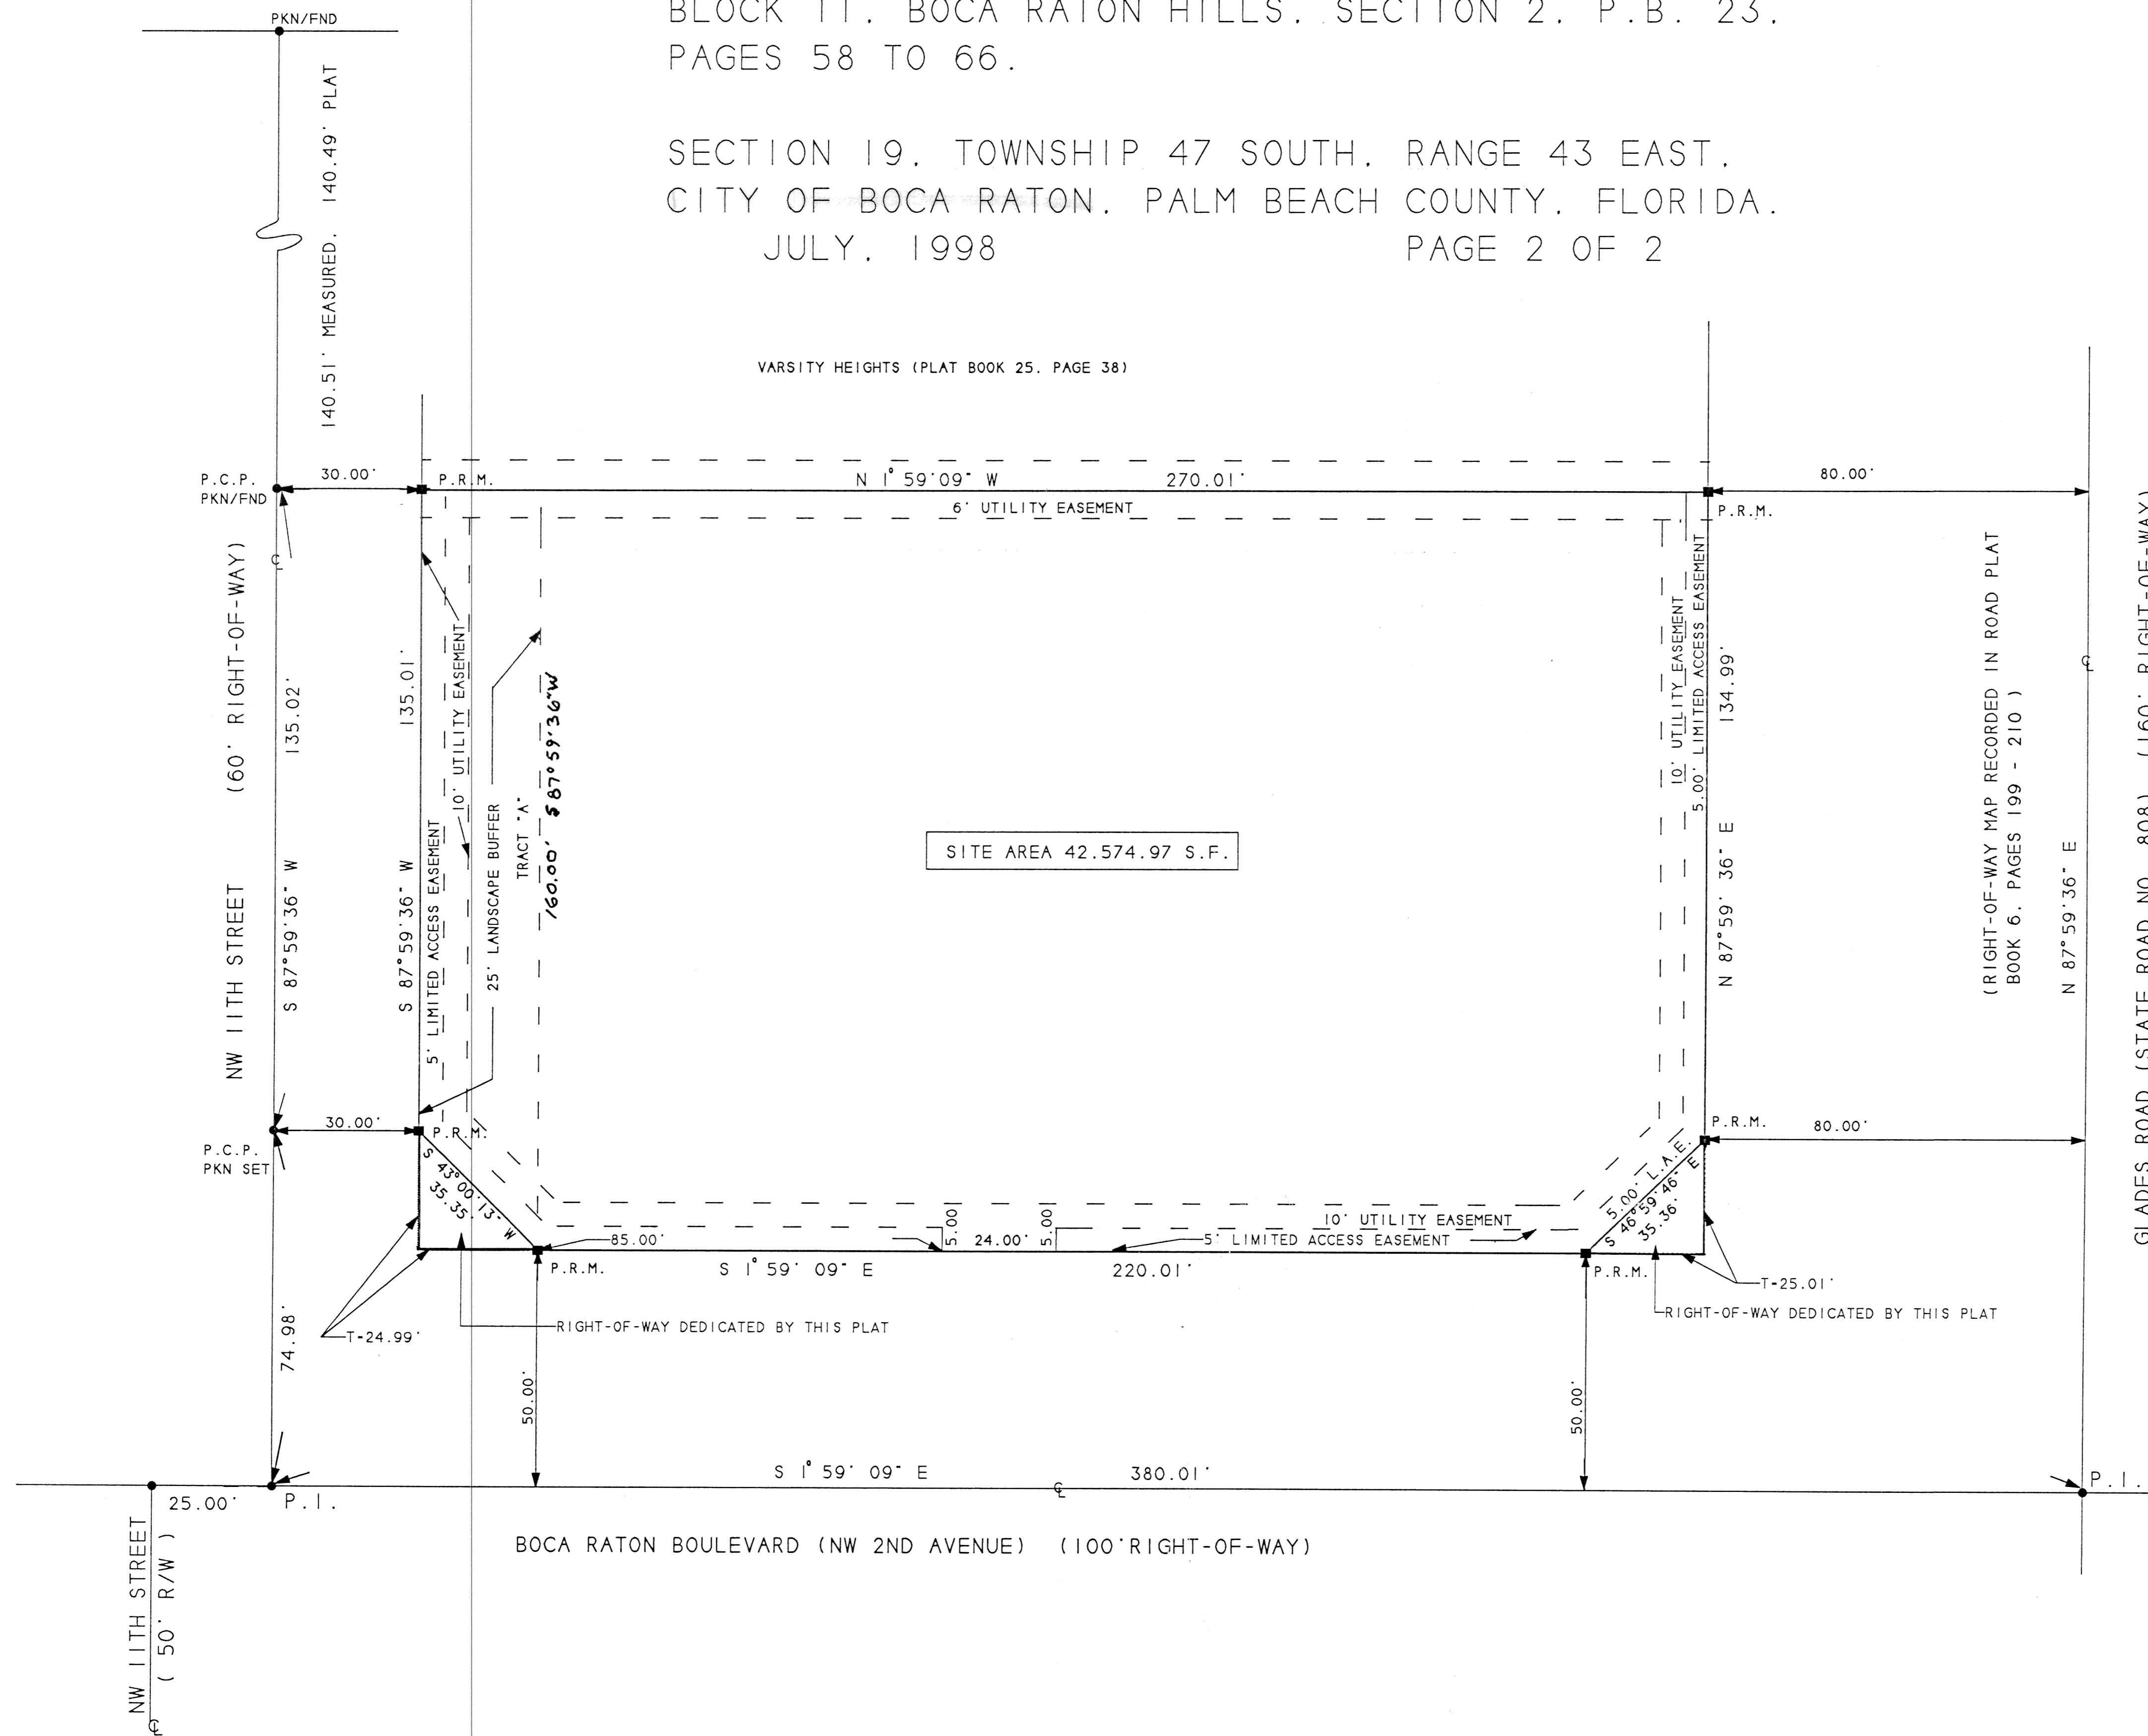 BLOCK 11. BOCA RATON HILLS. SECTION 2. P.B. 23.
PAGES 58 TO 66.
SECTION 19. TOWNSHIP 47 SOUTH. RANGE 43 EAST.
CITY OF BOCA RATON. PALM BEACH COUNTY. FLORIDA.
JULY. 1998
PAGE 2 OF 2
PKN/FND
140.51' MEASURED. 140.49' PLAT
VARSITY HEIGHTS (PLAT BOOK 25. PAGE 38)
P.C.P.
PKN/FND
30.00'
P.R.M.
N 1° 59'09" W 270.01'
6' UTILITY EASEMENT
80.00'
P.R.M.
NW 11TH STREET (60' RIGHT-OF-WAY)
S 87°59'36" W 135.02'
S 87°59'36" W 135.01'
5' LIMITED ACCESS EASEMENT
10' UTILITY EASEMENT
25' LANDSCAPE BUFFER
TRACT "A"
160.00' S 87°59'36"W
SITE AREA 42.574.97 S.F.
10' UTILITY EASEMENT
5.00' LIMITED ACCESS EASEMENT
N 87°59' 36" E 134.99'
(RIGHT-OF-WAY MAP RECORDED IN ROAD PLAT
BOOK 6. PAGES 199 - 210 )
N 87°59'36" E
GLADES ROAD (STATE ROAD NO. 808) (160' RIGHT-OF-WAY)
P.C.P.
PKN SET
30.00'
P.R.M.
S 43°00'13" W
35.35'
P.R.M.
80.00'
5.00' L.A.E.
S 46°59'46" E
35.36'
85.00'
5.00'
24.00'
5.00'
10' UTILITY EASEMENT
5' LIMITED ACCESS EASEMENT
P.R.M.
S 1° 59' 09" E 220.01'
P.R.M.
T-25.01'
RIGHT-OF-WAY DEDICATED BY THIS PLAT
T-24.99'
RIGHT-OF-WAY DEDICATED BY THIS PLAT
74.98'
50.00'
50.00'
S 1° 59' 09" E 380.01'
25.00'
P.I.
P.I.
BOCA RATON BOULEVARD (NW 2ND AVENUE) (100'RIGHT-OF-WAY)
NW 11TH STREET
( 50' R/W )